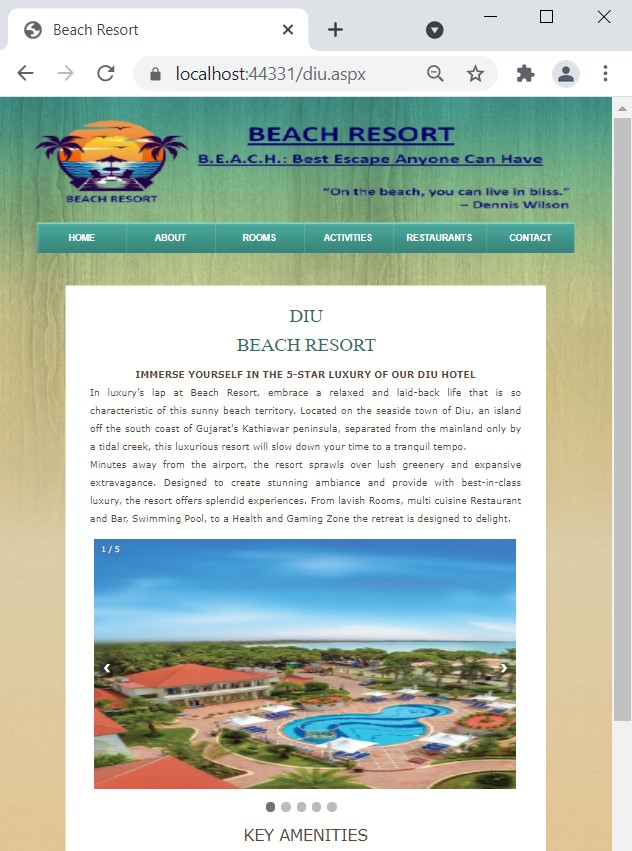 Beach Resort
localhost:44331/diu.aspx
BEACH RESORT
BEACH RESORT
B.E.A.C.H.: Best Escape Anyone Can Have
“On the beach, you can live in bliss.”
– Dennis Wilson
HOME ABOUT ROOMS ACTIVITIES RESTAURANTS CONTACT
DIU
BEACH RESORT
IMMERSE YOURSELF IN THE 5-STAR LUXURY OF OUR DIU HOTEL
In luxury's lap at Beach Resort, embrace a relaxed and laid-back life that is so
characteristic of this sunny beach territory. Located on the seaside town of Diu, an island
off the south coast of Gujarat's Kathiawar peninsula, separated from the mainland only by
a tidal creek, this luxurious resort will slow down your time to a tranquil tempo.
Minutes away from the airport, the resort sprawls over lush greenery and expansive
extravagance. Designed to create stunning ambiance and provide with best-in-class
luxury, the resort offers splendid experiences. From lavish Rooms, multi cuisine Restaurant
and Bar, Swimming Pool, to a Health and Gaming Zone the retreat is designed to delight.
1 / 5
KEY AMENITIES